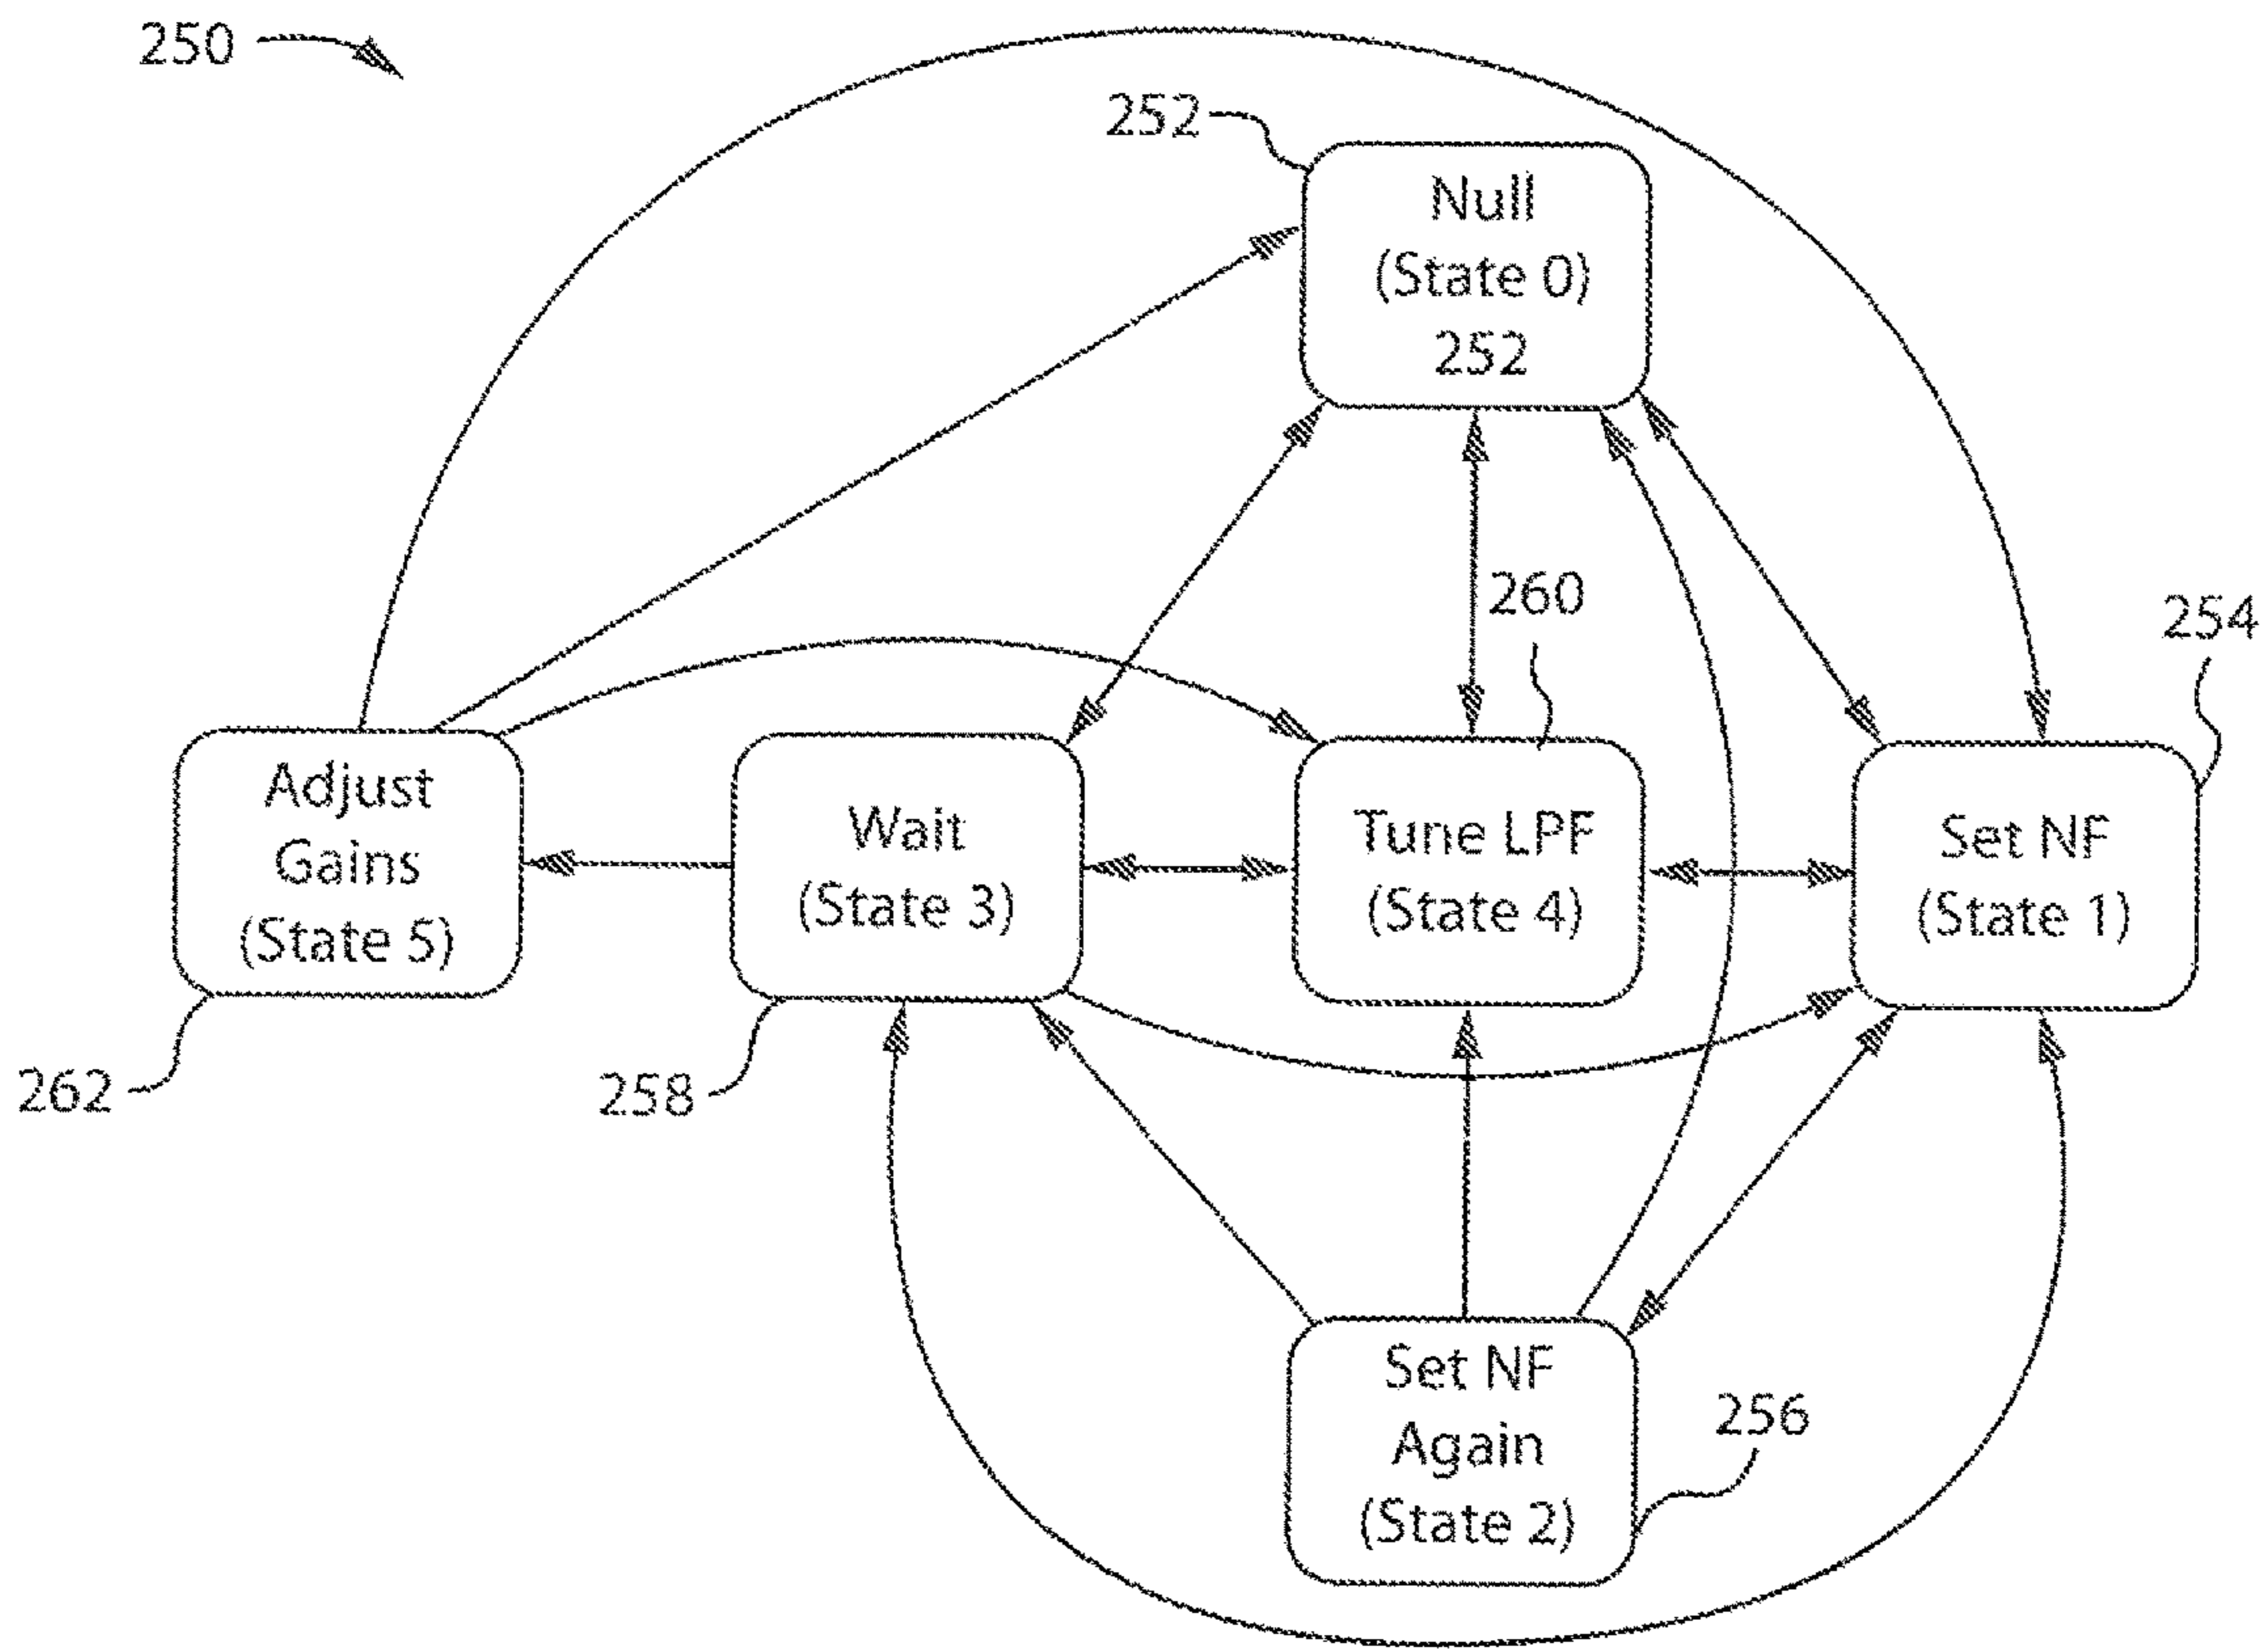 250
252
Null
(State 0)
252
260
254
Adjust
Gains
(State 5)
Wait
(State 3)
Tune LPF
(State 4)
Set NF
(State 1)
262
258
Set NF
Again
(State 2)
256